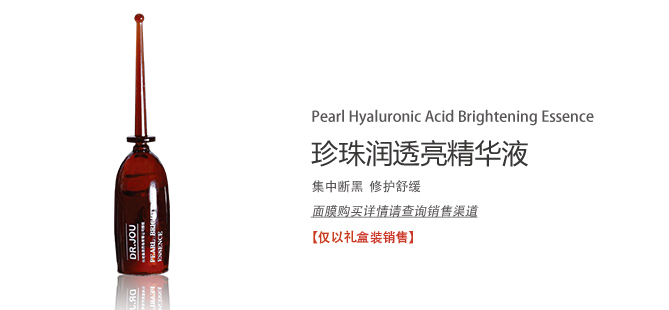 Pearl Hyaluronic Acid Brightening Essence
珍珠润透亮精华液
集中断黑 修护舒缓
面膜购买详情请查询销售渠道
【仅以礼盒装销售】
DR.JOU
PEARL BRIGHT
ESSENCE